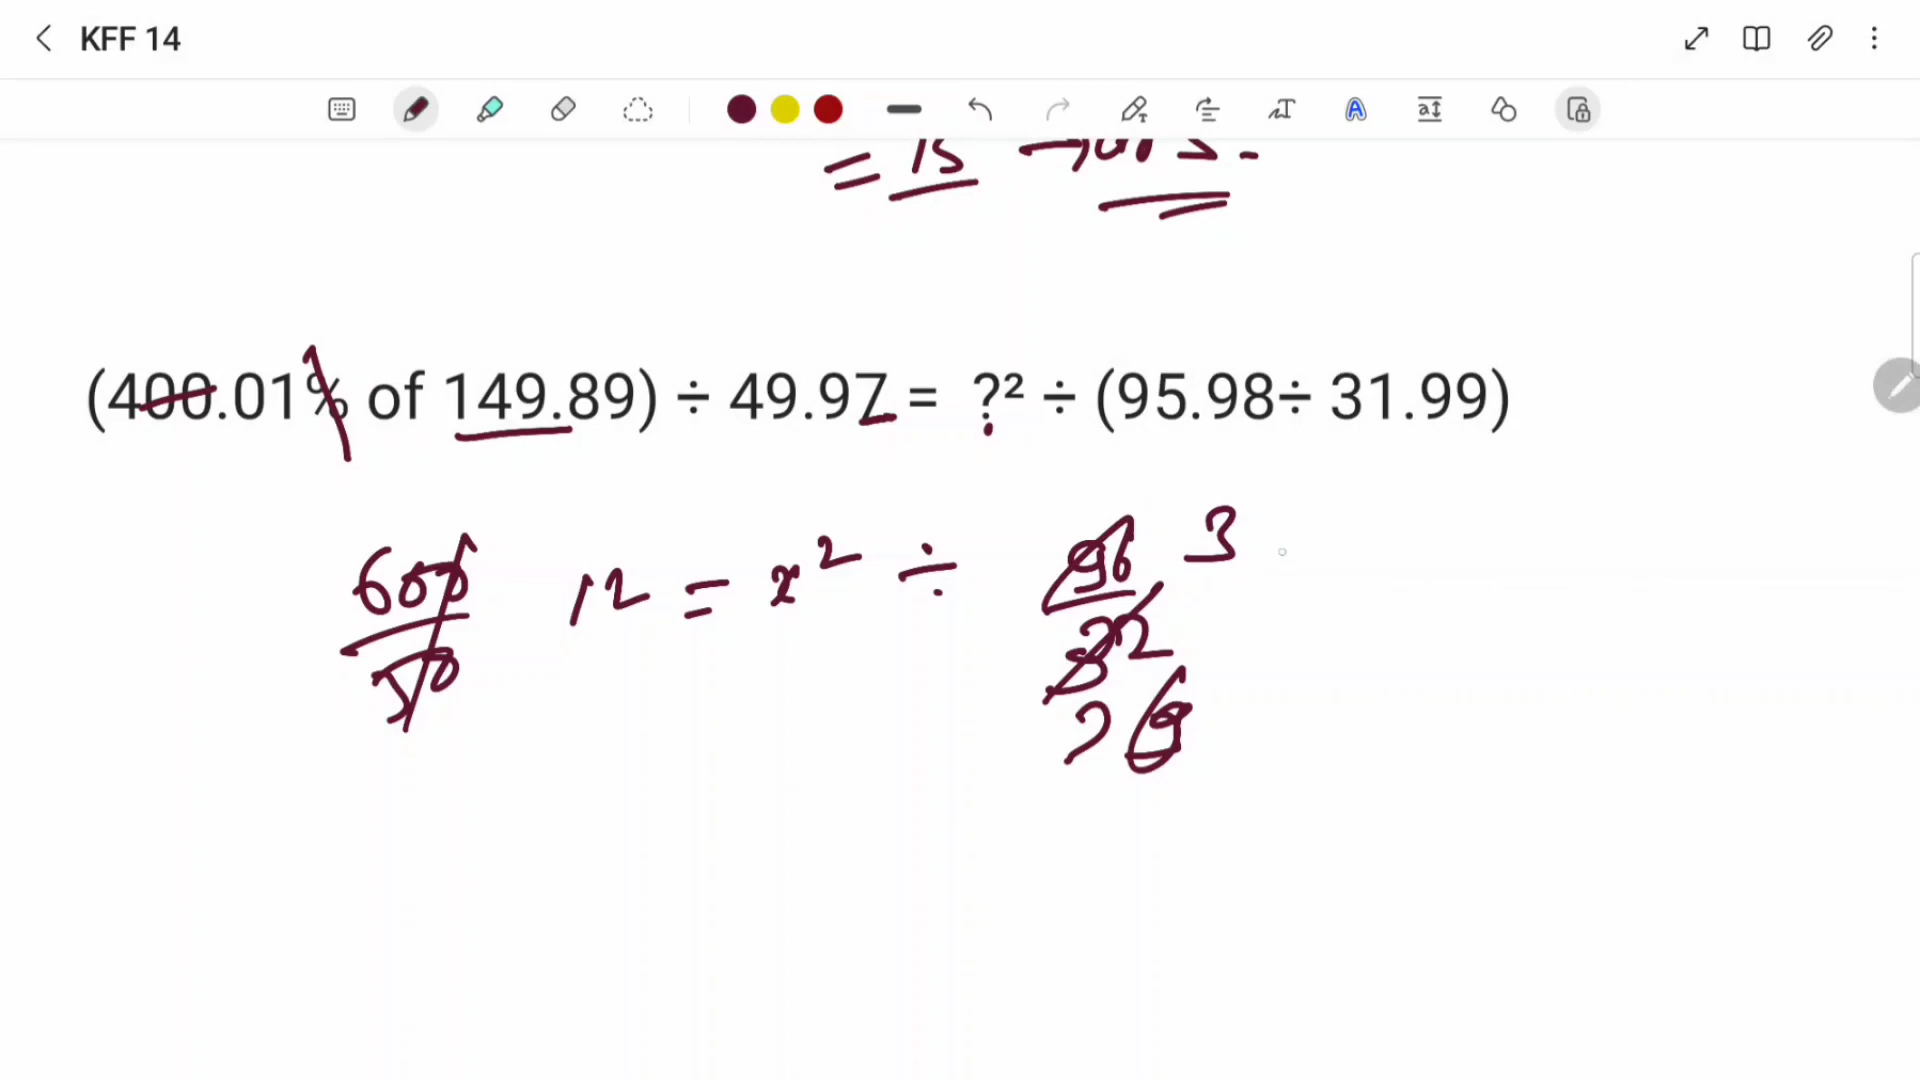 KFF 14
= 15
(400.01% of 149.89) ÷ 49.97 = ?² ÷ (95.98÷ 31.99)
600 12 = x² ÷ 96 3
50 32